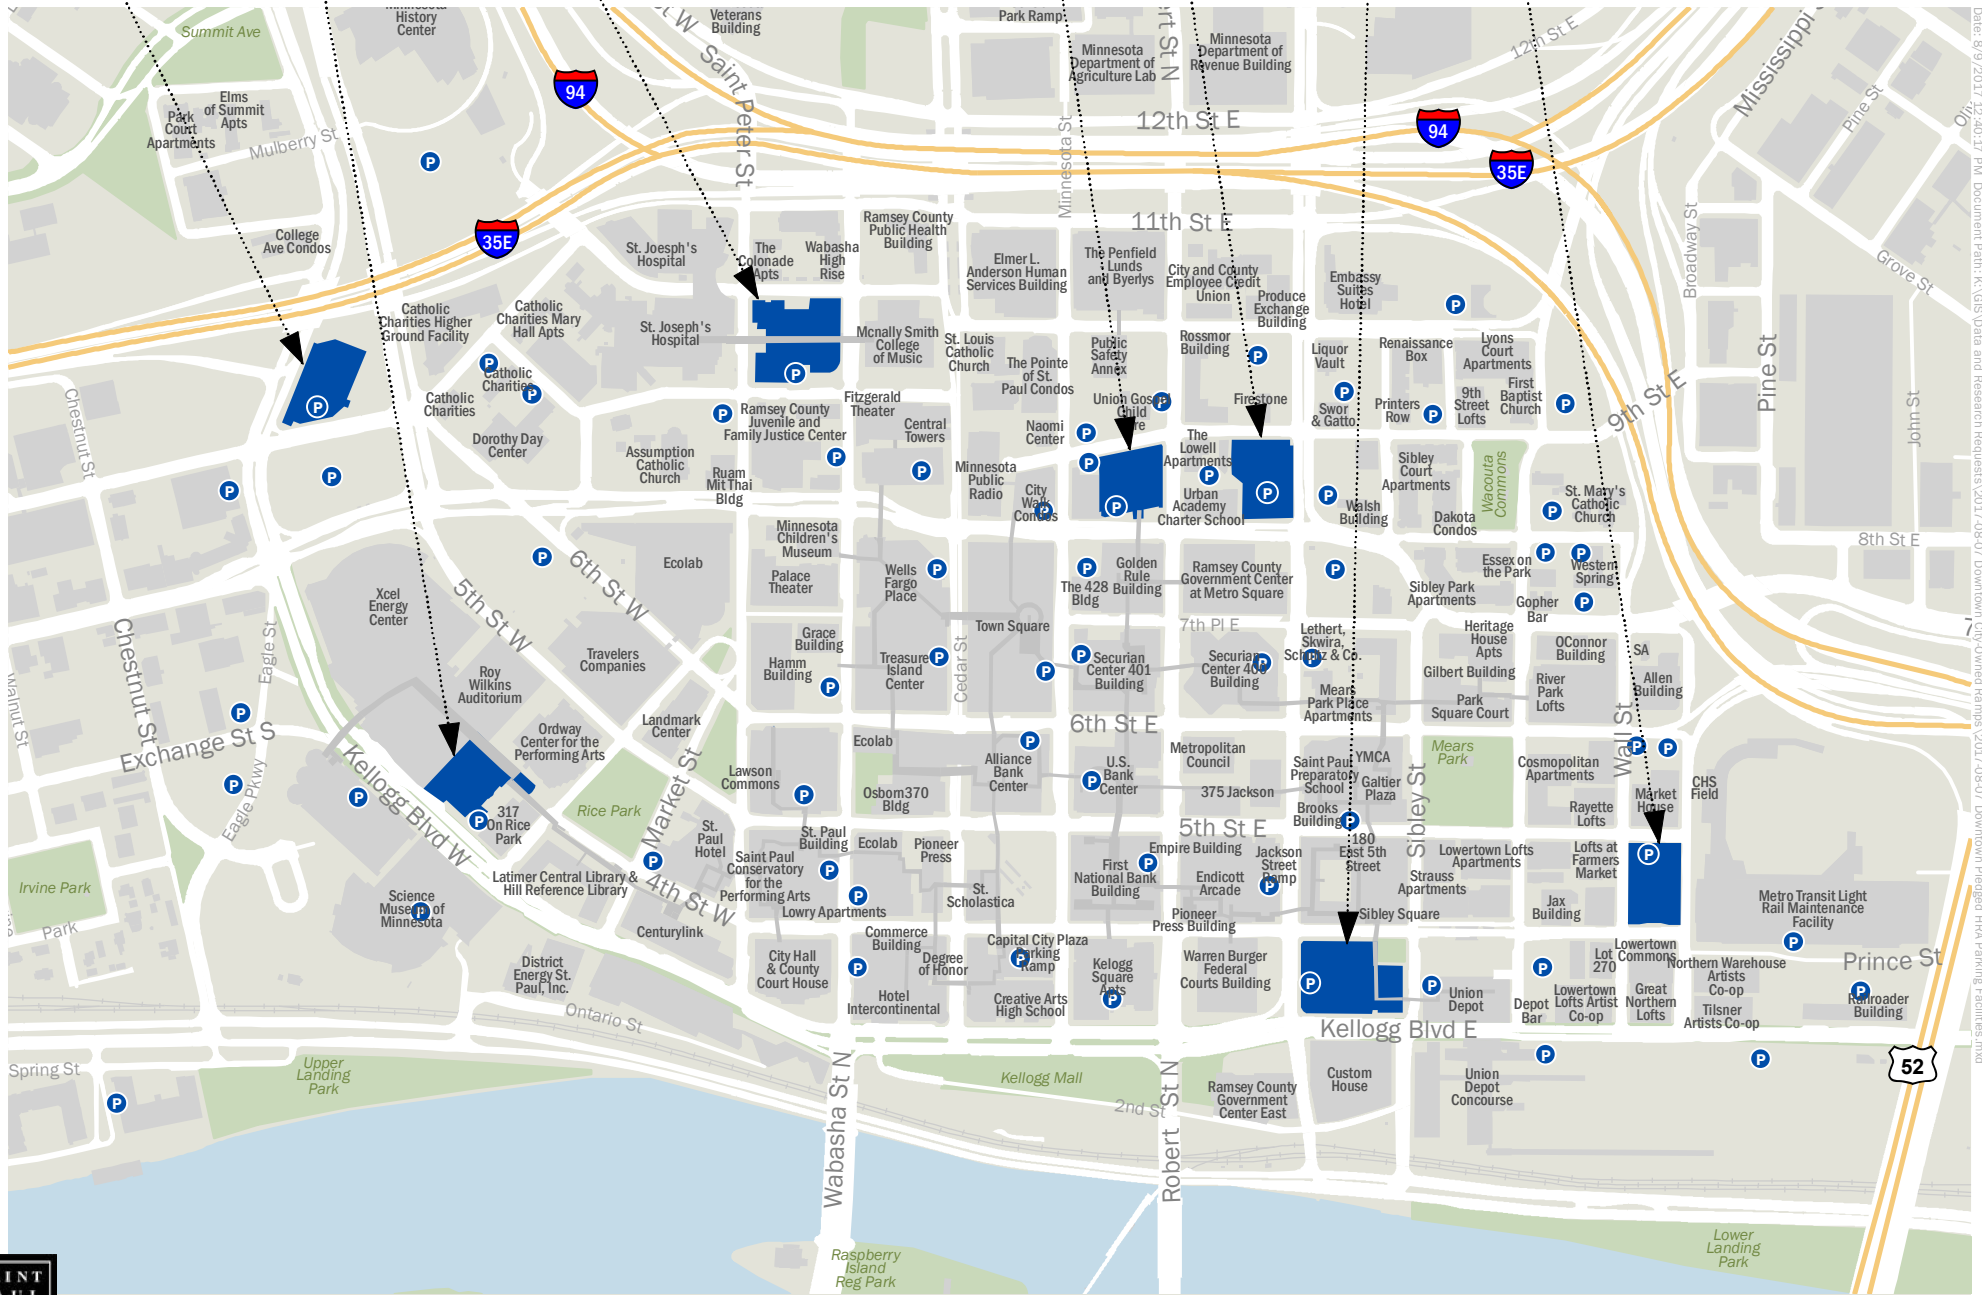 Minnesota
History
Center
Veterans
Building
Park Ramp
Summit Ave
Saint Peter St
Minnesota
Department of
Agriculture Lab
Minnesota
Department of
Revenue Building
12th St E
Mississippi
Pine St
94
94
35E
35E
Elms
of Summit
Apts
Park
Court
Apartments
Mulberry St
12th St E
Minnesota St
11th St E
Broadway St
Grove St
College
Ave Condos
St. Joesph's
Hospital
The
Colonade
Apts
Wabasha
High
Rise
Ramsey County
Public Health
Building
Elmer L.
Anderson Human
Services Building
The Penfield
Lunds
and Byerlys
City and County
Employee Credit
Union
Produce
Exchange
Building
Embassy
Suites
Hotel
Catholic
Charities Higher
Ground Facility
Catholic
Charities Mary
Hall Apts
St. Joseph's
Hospital
Mcnally Smith
College
of Music
St. Louis
Catholic
Church
The Pointe
of St.
Paul Condos
Public
Safety
Annex
Rossmor
Building
Liquor
Vault
Renaissance
Box
Lyons
Court
Apartments
Pine St
John St
9th St E
Chestnut St
Catholic
Charities
Catholic
Charities
Dorothy Day
Center
Fitzgerald
Theater
Ramsey County
Juvenile and
Family Justice Center
Central
Towers
Naomi
Center
Union Gospel
Child
Care
Firestone
Swor
& Gatto
Printers
Row
9th
Street
Lofts
First
Baptist
Church
Assumption
Catholic
Church
Ruam
Mit Thai
Bldg
Minnesota
Public
Radio
City
Walk
Condos
The
Lowell
Apartments
Urban
Academy
Charter School
Walsh
Building
Sibley
Court
Apartments
Dakota
Condos
Wacouta
Commons
St. Mary's
Catholic
Church
8th St E
Minnesota
Children's
Museum
Palace
Theater
Ecolab
6th St W
5th St W
Xcel
Energy
Center
Wells
Fargo
Place
The 428
Bldg
Golden
Rule
Building
Ramsey County
Government Center
at Metro Square
Essex on
the Park
Western
Spring
Sibley Park
Apartments
Gopher
Bar
Chestnut St
Eagle St
Walnut St
Travelers
Companies
Roy
Wilkins
Auditorium
Grace
Building
Hamm
Building
Treasure
Island
Center
Cedar St
Town Square
7th Pl E
Securian
Center 401
Building
Securian
Center 400
Building
Lethert,
Skwira,
Schultz & Co.
Heritage
House
Apts
OConnor
Building
SA
Gilbert Building
Allen
Building
River
Park
Lofts
Park
Square Court
Mears
Park Place
Apartments
Exchange St S
Eagle Pkwy
Kellogg Blvd W
Ordway
Center for the
Performing Arts
Landmark
Center
Market St
6th St E
Wall St
Ecolab
Lawson
Commons
Osborn370
Bldg
Alliance
Bank
Center
U.S.
Bank
Center
Metropolitan
Council
375 Jackson
Saint Paul
Preparatory
School
YMCA
Galtier
Plaza
Mears
Park
Cosmopolitan
Apartments
Rayette
Lofts
Market
House
CHS
Field
Brooks
Building
Sibley St
317
On Rice
Park
Rice Park
St.
Paul
Hotel
St. Paul
Building
Ecolab
Pioneer
Press
5th St E
Empire Building
Jackson
Street
Ramp
180
East 5th
Street
Lowertown Lofts
Apartments
Lofts at
Farmers
Market
Irvine Park
Park
Science
Museum of
Minnesota
Latimer Central Library &
Hill Reference Library
4th St W
Saint Paul
Conservatory
for the
Performing Arts
Lowry Apartments
St.
Scholastica
First
National Bank
Building
Endicott
Arcade
Pioneer
Press Building
Strauss
Apartments
Sibley Square
Jax
Building
Metro Transit Light
Rail Maintenance
Facility
Centurylink
District
Energy St.
Paul, Inc.
Ontario St
City Hall
& County
Court House
Commerce
Building
Degree
of Honor
Hotel
Intercontinental
Capital City Plaza
Parking
Ramp
Creative Arts
High School
Kelogg
Square
Apts
Warren Burger
Federal
Courts Building
Union
Depot
Depot
Bar
Lot
270
Lowertown
Commons
Lowertown
Lofts Artist
Co-op
Great
Northern
Lofts
Northern Warehouse
Artists
Co-op
Tilsner
Artists Co-op
Prince St
Railroader
Building
Kellogg Blvd E
Spring St
Upper
Landing
Park
Kellogg Mall
Wabasha St N
Robert St N
2nd St
Ramsey County
Government
Center East
Custom
House
Union
Depot
Concourse
52
Raspberry
Island
Reg Park
Lower
Landing
Park